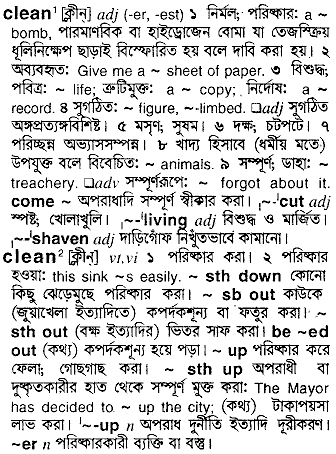 clean¹ [ক্লীন্] adj (-er, -est) ১ নির্মল; পরিষ্কার: a ~
bomb, পারমাণবিক বা হাইড্রোজেন বোমা যা তেজস্ক্রিয়
ধূলিনিক্ষেপ ছাড়াই বিস্ফোরিত হয় বলে দাবি করা হয়। ২
অব্যবহৃত: Give me a ~ sheet of paper. ৩ বিশুদ্ধ;
পবিত্র: ~ life; ত্রুটিমুক্ত: a ~ copy; নির্দোষ: a ~
record. ৪ সুগঠিত: ~ figure, ~-limbed. □adj সুগঠিত
অঙ্গপ্রত্যঙ্গবিশিষ্ট। ৫ মসৃণ; সুষম। ৬ দক্ষ; চটপটে। ৭
পরিচ্ছন্ন অভ্যাসসম্পন্ন। ৮ খাদ্য হিসাবে (ধর্মীয় মতে)
উপযুক্ত বলে বিবেচিত: ~ animals. ৯ সম্পূর্ণ; ডাহা: ~
treachery. □adv সম্পূর্ণরূপে: ~ forgot about it.
come ~ অপরাধাদি সম্পূর্ণ স্বীকার করা। ˌ~-ˈcut adj
স্পষ্ট; খোলাখুলি। ˌ~-ˈliving adj বিশুদ্ধ ও মার্জিত।
ˌ~-ˈshaven adj দাড়িগোঁফ নিখুঁতভাবে কামানো।
clean² [ক্লীন্] vt,vi ১ পরিষ্কার করা। ২ পরিষ্কার
হওয়া: this sink ~s easily. ~ sth down কোনো
কিছু ঝেড়েমুছে পরিষ্কার করা। ~ sb out কাউকে
(জুয়াখেলা ইত্যাদিতে) কপর্দকশূন্য বা ফতুর করা। ~
sth out (বক্ষ ইত্যাদির) ভিতর সাফ করা। be ~ed
out (কথ্য) কপর্দকশূন্য হয়ে পড়া। ~ up পরিষ্কার করে
ফেলা; গোছগাছ করা। ~ sth up অপরাধী বা
দুষ্কৃতকারীর হাত থেকে সম্পূর্ণ মুক্ত করা: The Mayor
has decided to ~ up the city; (কথ্য) টাকাপয়সা
লাভ করা। ˈ~-up n অপরাধ দুর্নীতি ইত্যাদি দূরীকরণ।
~er n পরিষ্কারকারী ব্যক্তি বা বস্তু।